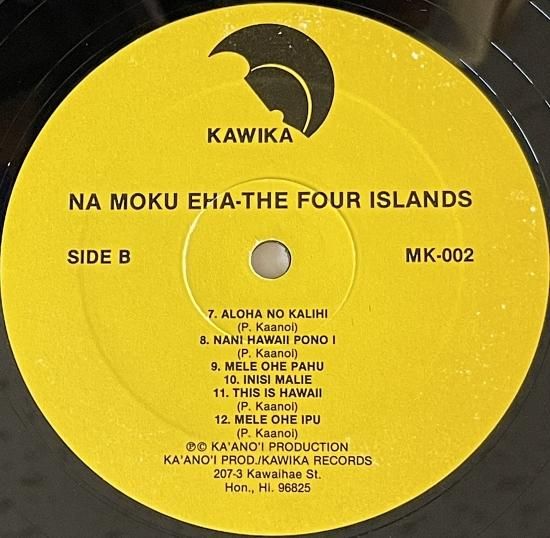 KAWIKA
NA MOKU EHA-THE FOUR ISLANDS
SIDE B
MK-002
7. ALOHA NO KALIHI
(P. Kaanoi)
8. NANI HAWAII PONO I
(P. Kaanoi)
9. MELE OHE PAHU
10. INISI MALIE
11. THIS IS HAWAII
(P. Kaanoi)
12. MELE OHE IPU
(P. Kaanoi)
℗© KA'ANO'I PRODUCTION
KA'ANO'I PROD./KAWIKA RECORDS
207-3 Kawaihae St.
Hon., Hi. 96825